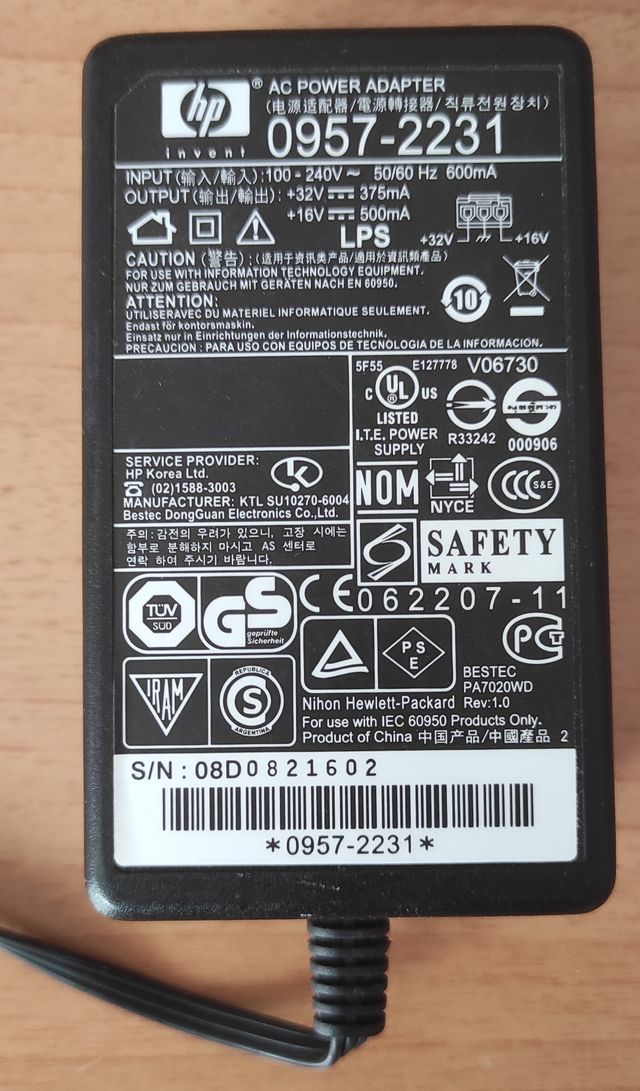 hp ® AC POWER ADAPTER
invent (电源适配器/電源轉接器/직류전원장치)
0957-2231
INPUT (输入/輸入):100 - 240V ~ 50/60 Hz 600mA
OUTPUT (输出/輸出): +32V ⎓ 375mA
+16V ⎓ 500mA
LPS
+32V +16V
CAUTION (警告) : (适用于资讯类产品/適用於資訊類產品)
FOR USE WITH INFORMATION TECHNOLOGY EQUIPMENT.
NUR ZUM GEBRAUCH MIT GERÄTEN NACH EN 60950.
ATTENTION:
UTILISERAVEC DU MATERIEL INFORMATIQUE SEULEMENT.
Endast för kontorsmaskin.
Einsatz nur in Einrichtungen der Informationstechnik.
PRECAUCION : PARA USO CON EQUIPOS DE TECNOLOGIA DE LA INFORMACION.
10
5F55 E127778 V06730
C UL ® US
LISTED
I.T.E. POWER
SUPPLY
R33242
000906
SERVICE PROVIDER:
HP Korea Ltd.
☎ (02)1588-3003
MANUFACTURER: KTL SU10270-6004
Bestec DongGuan Electronics Co.,Ltd.
K
NOM
NYCE
CCC S&E
주의: 감전의 우려가 있으니, 고장 시에는
함부로 분해하지 마시고 AS 센터로
연락 하여 주시기 바랍니다.
SAFETY
MARK
TÜV
SÜD
GS
geprüfte
Sicherheit
CE 062207-11
PS
E
PCT
IRAM
REPUBLICA
S
ARGENTINA
BESTEC
PA7020WD
Nihon Hewlett-Packard Rev:1.0
For use with IEC 60950 Products Only.
Product of China 中国产品/中國產品 2
S/N : 08D0821602
*0957-2231*